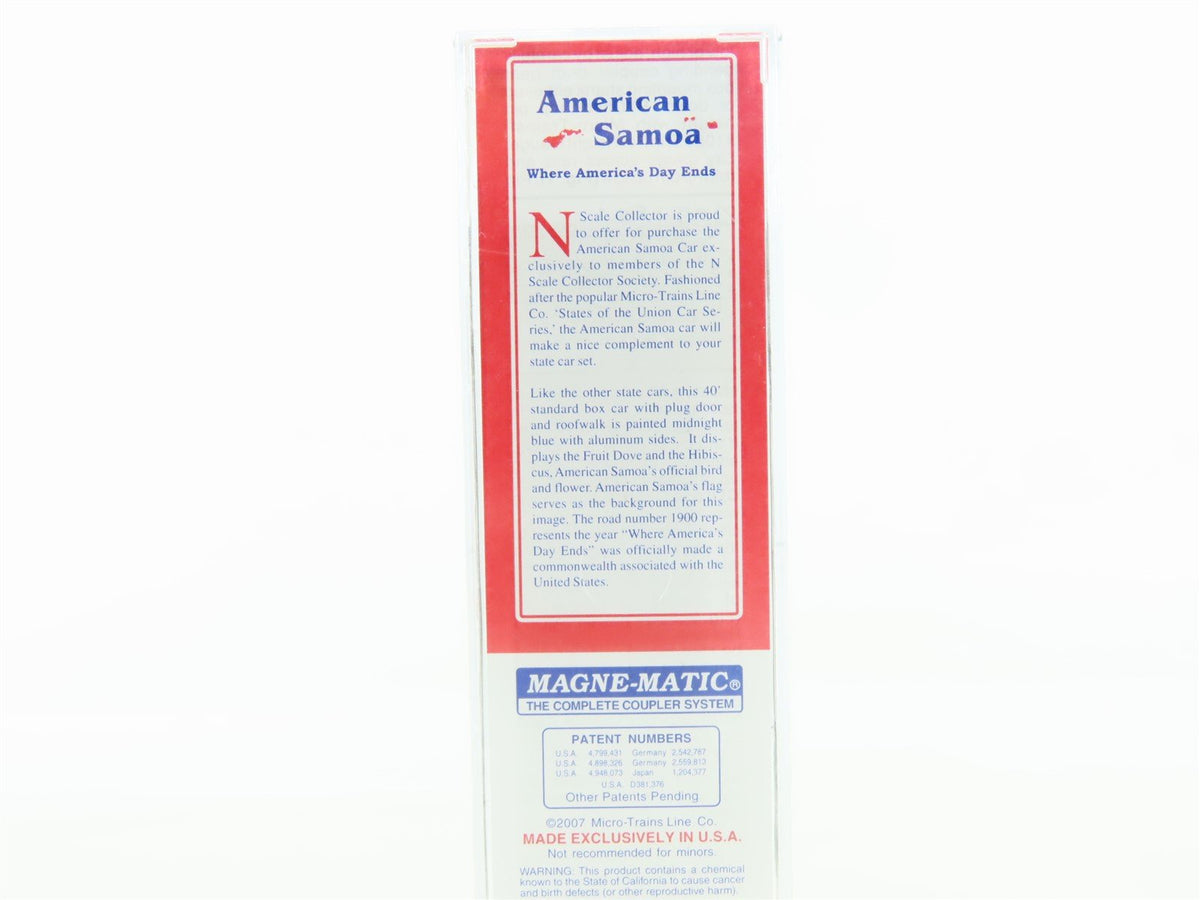 American
Samoa
Where America's Day Ends
N Scale Collector is proud
to offer for purchase the
American Samoa Car ex-
clusively to members of the N
Scale Collector Society. Fashioned
after the popular Micro-Trains Line
Co. 'States of the Union Car Se-
ries,' the American Samoa car will
make a nice complement to your
state car set.
Like the other state cars, this 40'
standard box car with plug door
and roofwalk is painted midnight
blue with aluminum sides. It dis-
plays the Fruit Dove and the Hibis-
cus, American Samoa's official bird
and flower. American Samoa's flag
serves as the background for this
image. The road number 1900 rep-
resents the year "Where America's
Day Ends" was officially made a
commonwealth associated with the
United States.
MAGNE-MATIC®
THE COMPLETE COUPLER SYSTEM
PATENT NUMBERS
U.S.A. 4,799,431 Germany 2,542,787
U.S.A. 4,898,326 Germany 2,559,813
U.S.A. 4,948,073 Japan 1,204,377
U.S.A. D381,376
Other Patents Pending
©2007 Micro-Trains Line Co.
MADE EXCLUSIVELY IN U.S.A.
Not recommended for minors.
WARNING: This product contains a chemical
known to the State of California to cause cancer
and birth defects (or other reproductive harm).